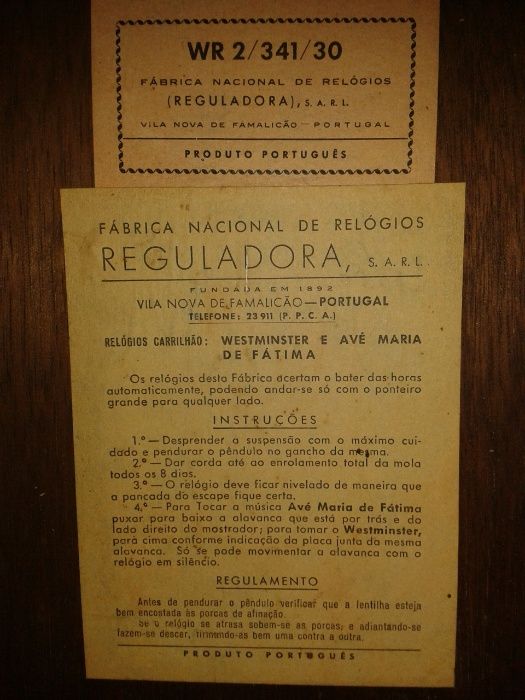 WR 2/341/30
FÁBRICA NACIONAL DE RELÓGIOS
(REGULADORA), S. A. R. L.
VILA NOVA DE FAMALICÃO — PORTUGAL
PRODUTO PORTUGUÊS
FÁBRICA NACIONAL DE RELÓGIOS
REGULADORA, S. A. R. L.
FUNDADA EM 1892
VILA NOVA DE FAMALICÃO — PORTUGAL
TELEFONE: 23 911 (P. P. C. A.)
RELÓGIOS CARRILHÃO: WESTMINSTER E AVÉ MARIA
DE FÁTIMA
Os relógios desta Fábrica acertam o bater das horas
automaticamente, podendo andar-se só com o ponteiro
grande para qualquer lado.
INSTRUÇÕES
1.º — Desprender a suspensão com o máximo cui-
dado e pendurar o pêndulo no gancho da mesma.
2.º — Dar corda até ao enrolamento total da mola
todos os 8 dias.
3.º — O relógio deve ficar nivelado de maneira que
a pancada do escape fique certa.
4.º — Para Tocar a música Avé Maria de Fátima
puxar para baixo a alavanca que está por trás e do
lado direito do mostrador; para tomar o Westminster,
para cima conforme indicação da placa junta da mesma
alavanca. Só se pode movimentar a alavanca com o
relógio em silêncio.
REGULAMENTO
Antes de pendurar o pêndulo verificar que a lentilha esteja
bem encostada às porcas de afinação.
Se o relógio se atrasa sobem-se as porcas; e adiantando-se
fazem-se descer, firmando-as bem uma contra a outra.
PRODUTO PORTUGUÊS